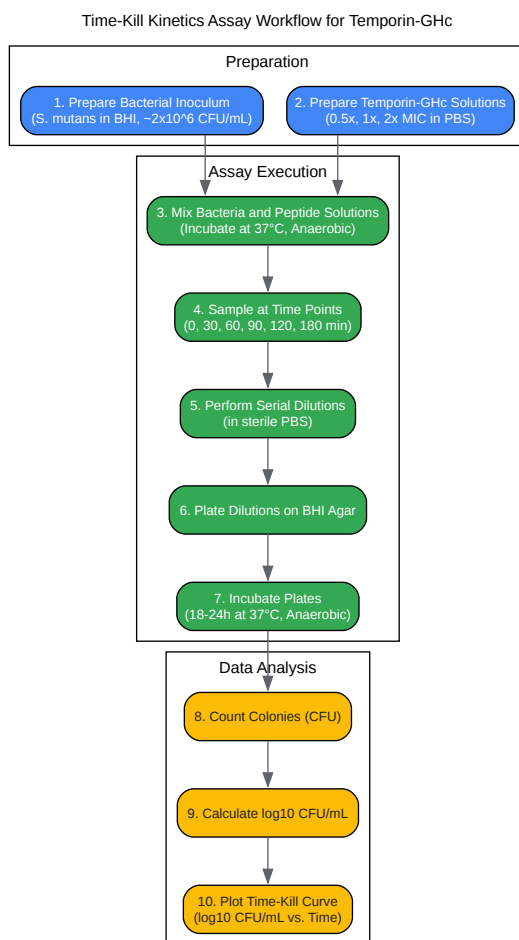 Time-Kill Kinetics Assay Workflow for Temporin-GHc
Preparation
1. Prepare Bacterial Inoculum
(S. mutans in BHI, ~2x10^6 CFU/mL)
2. Prepare Temporin-GHc Solutions
(0.5x, 1x, 2x MIC in PBS)
Assay Execution
3. Mix Bacteria and Peptide Solutions
(Incubate at 37°C, Anaerobic)
4. Sample at Time Points
(0, 30, 60, 90, 120, 180 min)
5. Perform Serial Dilutions
(in sterile PBS)
6. Plate Dilutions on BHI Agar
7. Incubate Plates
(18-24h at 37°C, Anaerobic)
Data Analysis
8. Count Colonies (CFU)
9. Calculate log10 CFU/mL
10. Plot Time-Kill Curve
(log10 CFU/mL vs. Time)